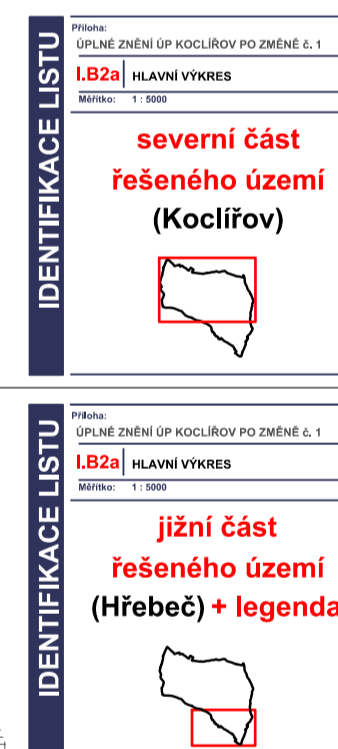 IDENTIFIKACE LISTU
Příloha:
ÚPLNÉ ZNĚNÍ ÚP KOCLÍŘOV PO ZMĚNĚ č. 1
I.B2a HLAVNÍ VÝKRES
Měřítko: 1 : 5000
severní část
řešeného území
(Koclířov)
IDENTIFIKACE LISTU
Příloha:
ÚPLNÉ ZNĚNÍ ÚP KOCLÍŘOV PO ZMĚNĚ č. 1
I.B2a HLAVNÍ VÝKRES
Měřítko: 1 : 5000
jižní část
řešeného území
(Hřebeč) + legenda